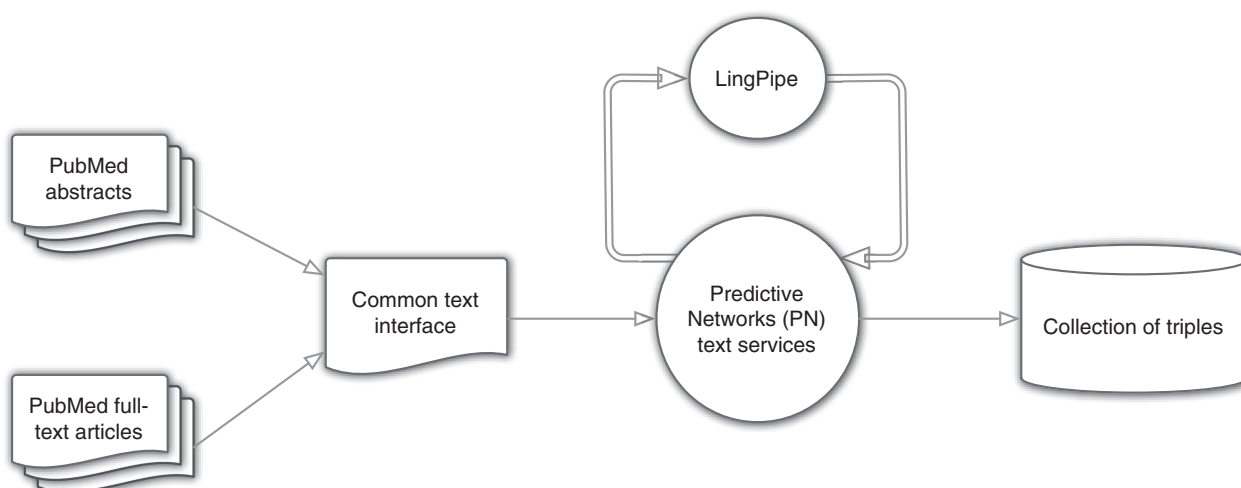 LingPipe
PubMed
abstracts
Common text
interface
Predictive
Networks (PN)
text services
Collection of triples
PubMed full-
text articles